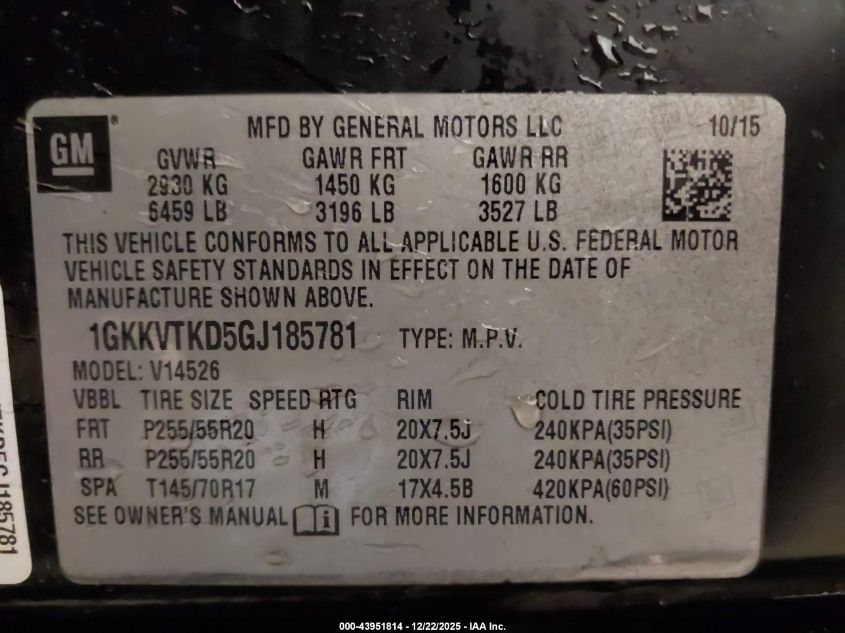 GM®
MFD BY GENERAL MOTORS LLC 10/15
GVWR GAWR FRT GAWR RR
2930 KG 1450 KG 1600 KG
6459 LB 3196 LB 3527 LB
THIS VEHICLE CONFORMS TO ALL APPLICABLE U.S. FEDERAL MOTOR
VEHICLE SAFETY STANDARDS IN EFFECT ON THE DATE OF
MANUFACTURE SHOWN ABOVE.
1GKKVTKD5GJ185781 TYPE: M.P.V.
MODEL: V14526
VBBL TIRE SIZE SPEED RTG RIM COLD TIRE PRESSURE
FRT P255/55R20 H 20X7.5J 240KPA(35PSI)
RR P255/55R20 H 20X7.5J 240KPA(35PSI)
SPA T145/70R17 M 17X4.5B 420KPA(60PSI)
SEE OWNER'S MANUAL i FOR MORE INFORMATION.
000-43951814 - 12/22/2025 - IAA Inc.